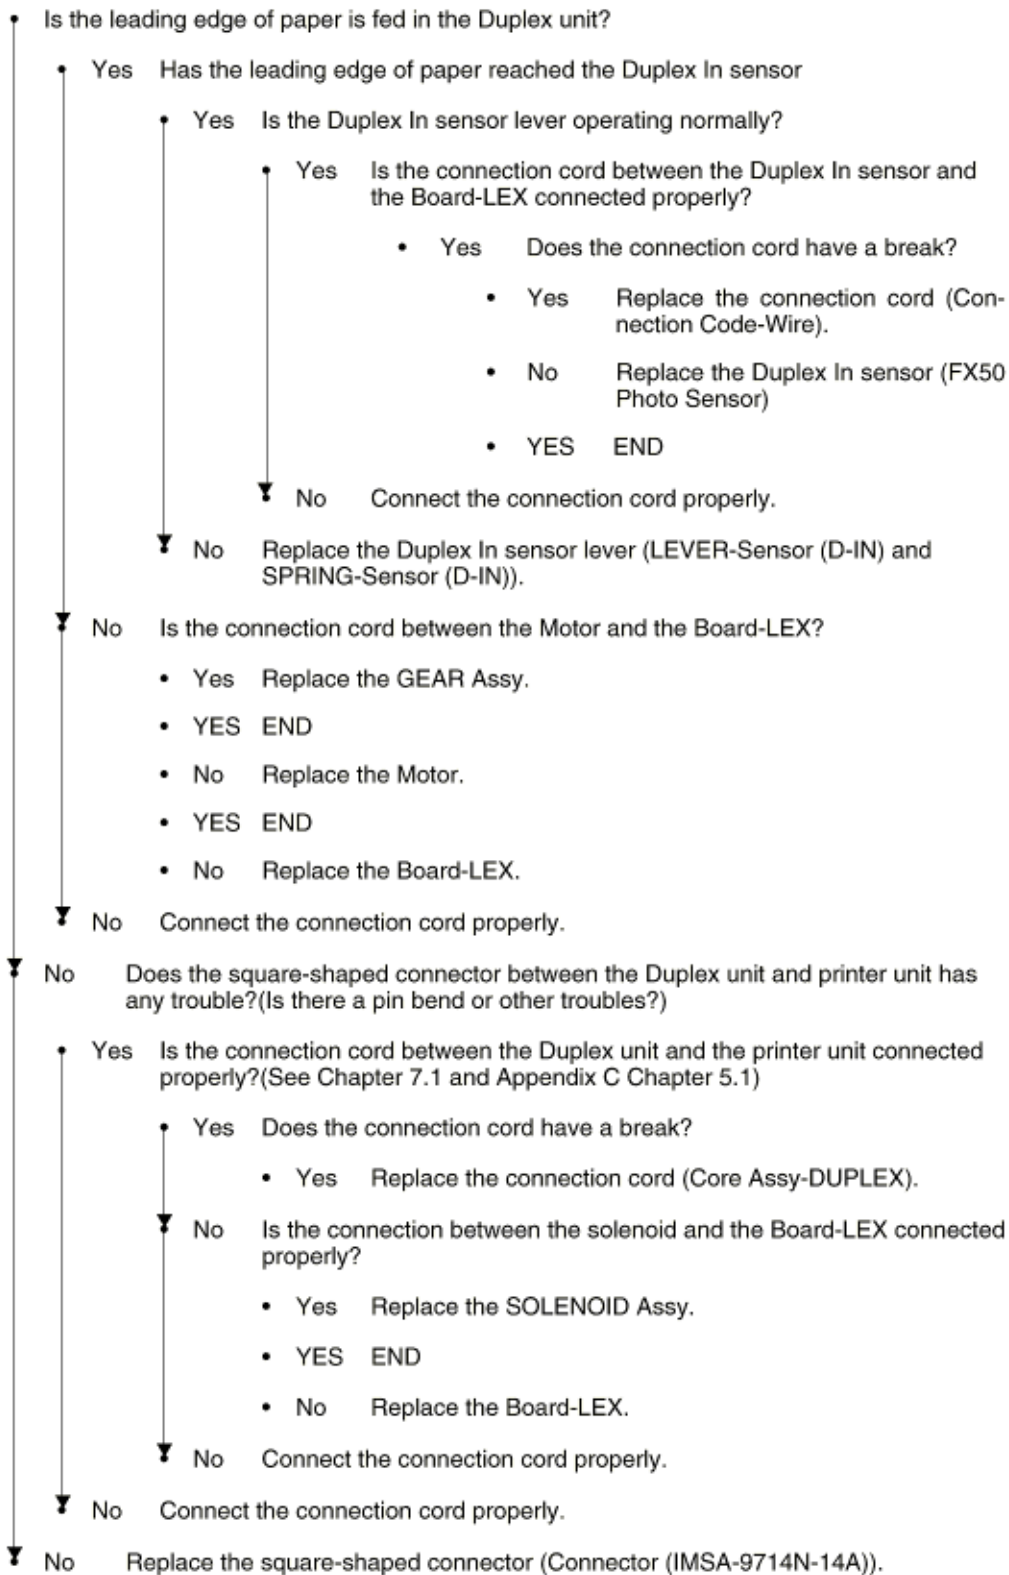 Is the leading edge of paper is fed in the Duplex unit?
Yes Has the leading edge of paper reached the Duplex In sensor
Yes Is the Duplex In sensor lever operating normally?
Yes Is the connection cord between the Duplex In sensor and
the Board-LEX connected properly?
Yes Does the connection cord have a break?
Yes Replace the connection cord (Con-
nection Code-Wire).
No Replace the Duplex In sensor (FX50
Photo Sensor)
YES END
No Connect the connection cord properly.
No Replace the Duplex In sensor lever (LEVER-Sensor (D-IN) and
SPRING-Sensor (D-IN)).
No Is the connection cord between the Motor and the Board-LEX?
Yes Replace the GEAR Assy.
YES END
No Replace the Motor.
YES END
No Replace the Board-LEX.
No Connect the connection cord properly.
No Does the square-shaped connector between the Duplex unit and printer unit has
any trouble?(Is there a pin bend or other troubles?)
Yes Is the connection cord between the Duplex unit and the printer unit connected
properly?(See Chapter 7.1 and Appendix C Chapter 5.1)
Yes Does the connection cord have a break?
Yes Replace the connection cord (Core Assy-DUPLEX).
No Is the connection between the solenoid and the Board-LEX connected
properly?
Yes Replace the SOLENOID Assy.
YES END
No Replace the Board-LEX.
No Connect the connection cord properly.
No Connect the connection cord properly.
No Replace the square-shaped connector (Connector (IMSA-9714N-14A)).